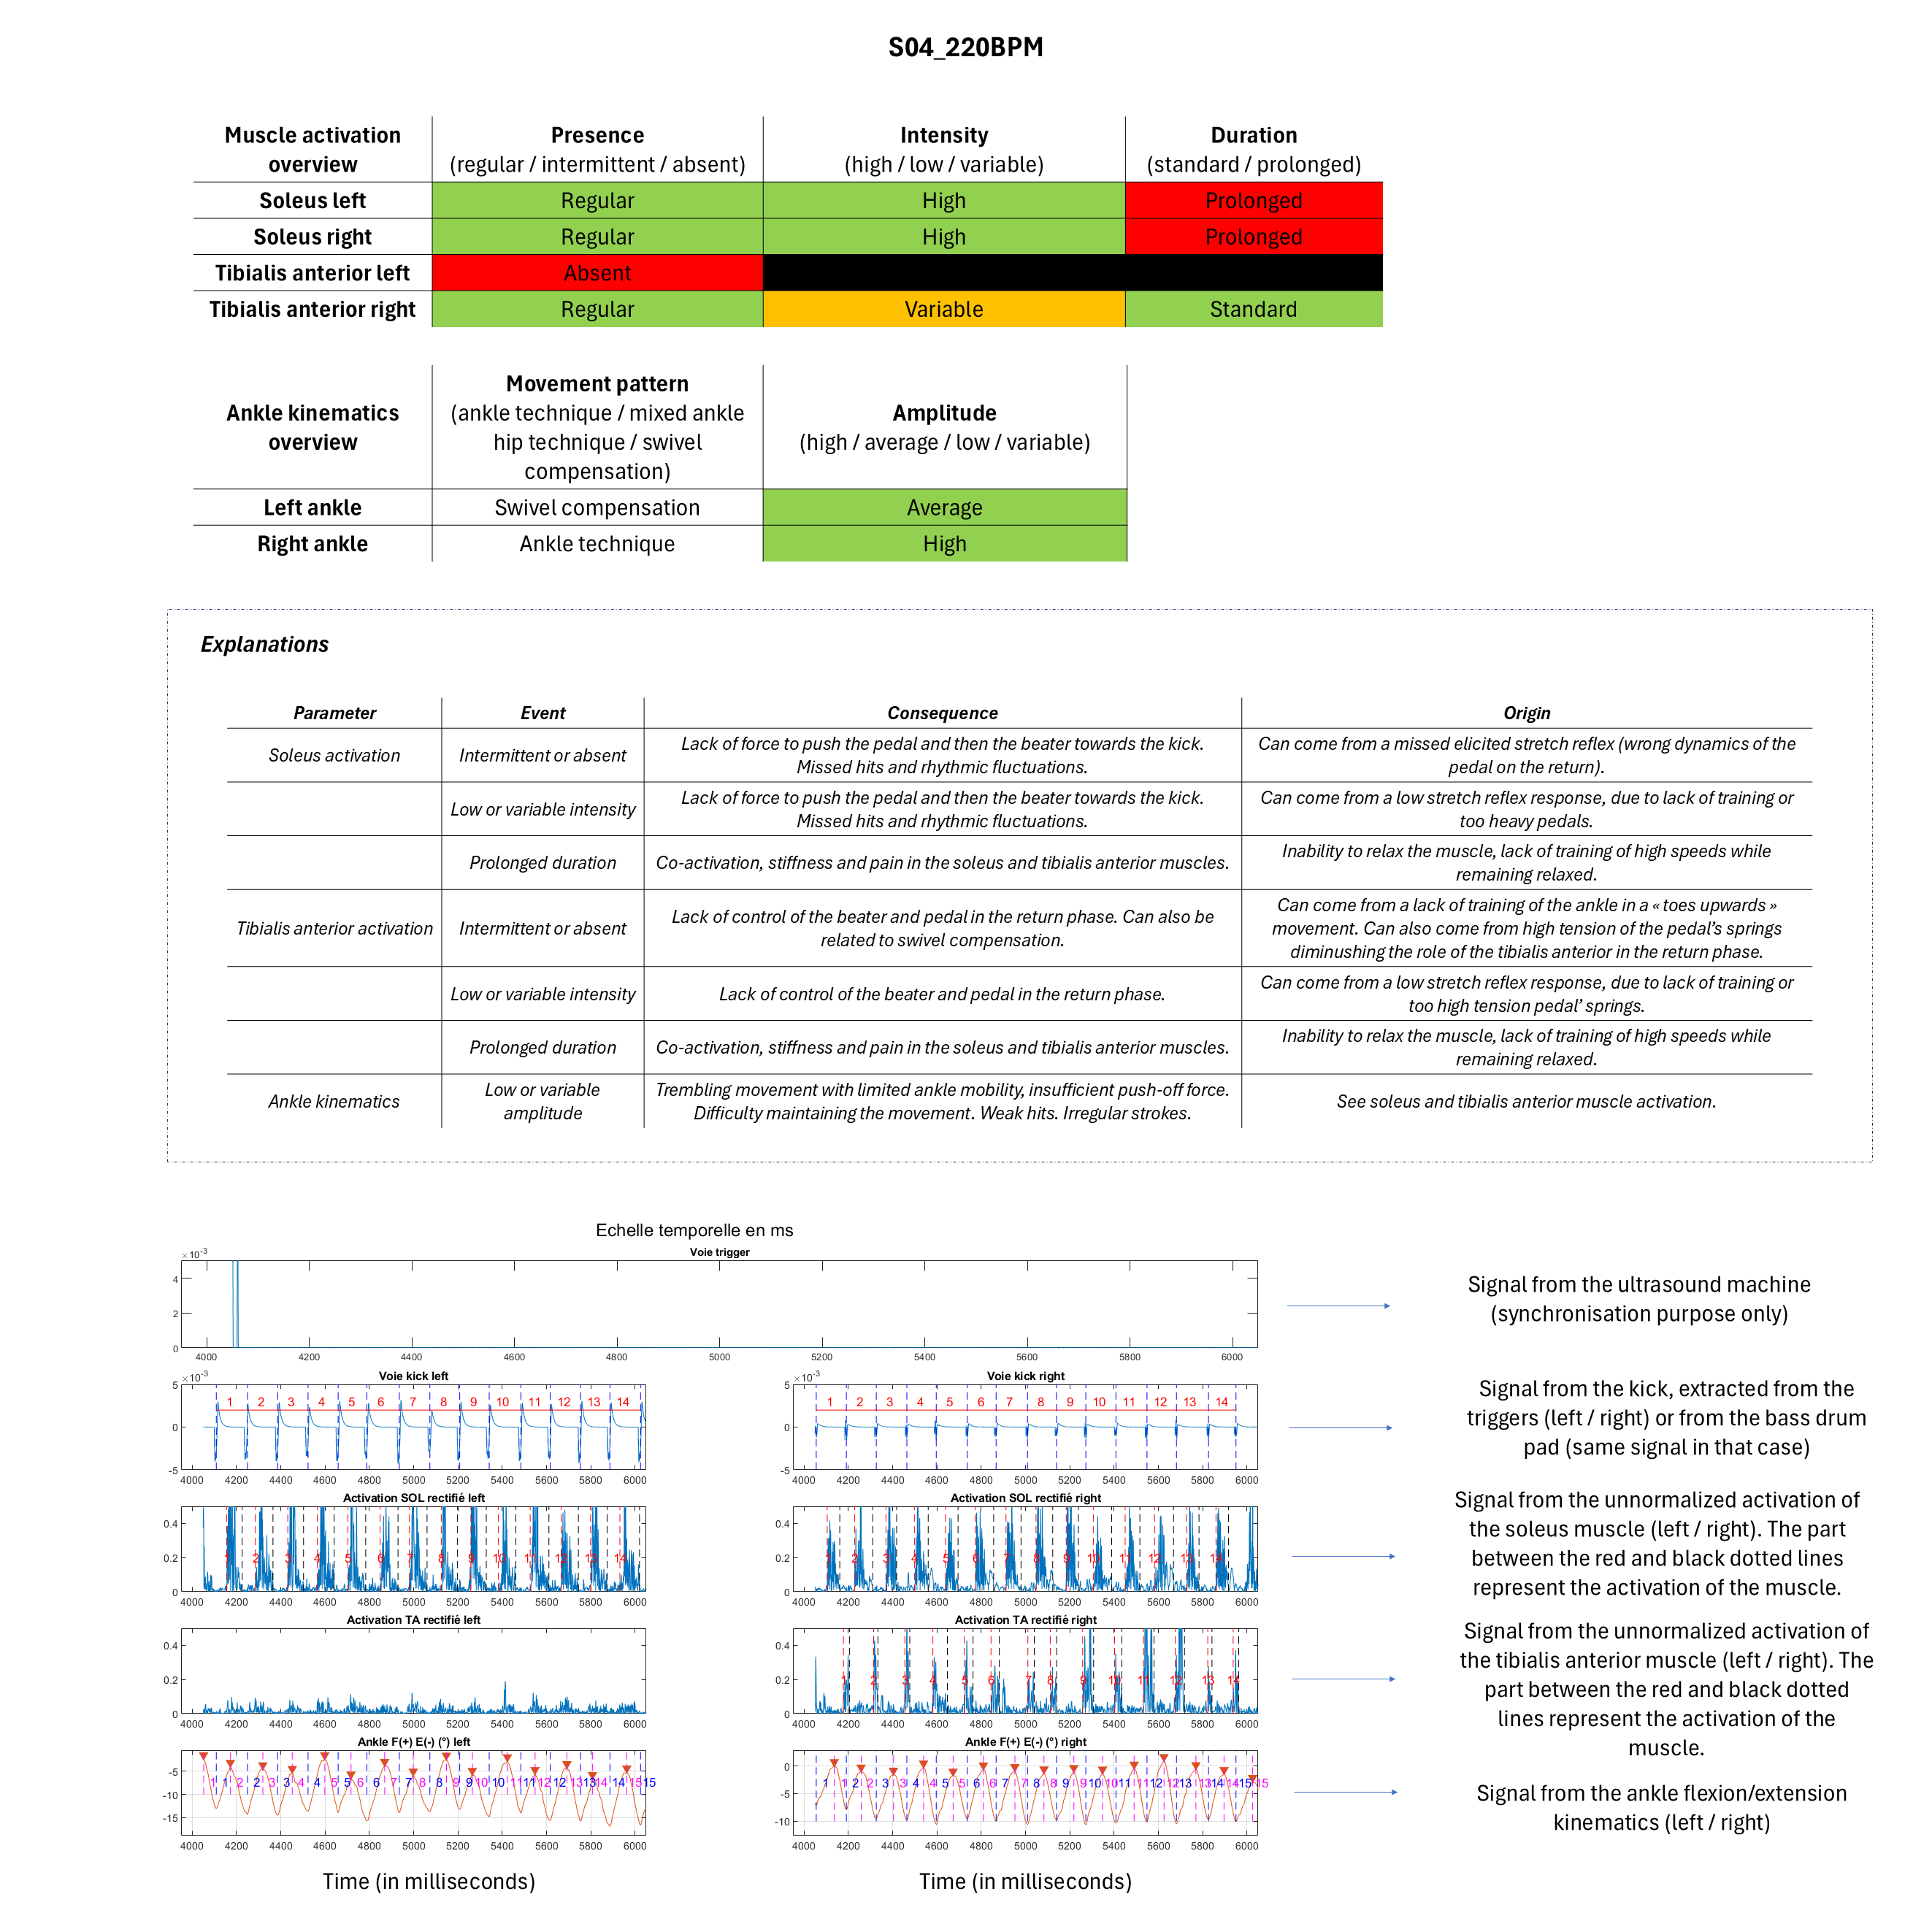 S04_220BPM
Muscle activation overview | Presence (regular / intermittent / absent) | Intensity (high / low / variable) | Duration (standard / prolonged)
Soleus left | Regular | High | Prolonged
Soleus right | Regular | High | Prolonged
Tibialis anterior left | Absent
Tibialis anterior right | Regular | Variable | Standard
Ankle kinematics overview | Movement pattern (ankle technique / mixed ankle hip technique / swivel compensation) | Amplitude (high / average / low / variable)
Left ankle | Swivel compensation | Average
Right ankle | Ankle technique | High
Explanations
Parameter | Event | Consequence | Origin
Soleus activation | Intermittent or absent | Lack of force to push the pedal and then the beater towards the kick. Missed hits and rhythmic fluctuations. | Can come from a missed elicited stretch reflex (wrong dynamics of the pedal on the return).
Low or variable intensity | Lack of force to push the pedal and then the beater towards the kick. Missed hits and rhythmic fluctuations. | Can come from a low stretch reflex response, due to lack of training or too heavy pedals.
Prolonged duration | Co-activation, stiffness and pain in the soleus and tibialis anterior muscles. | Inability to relax the muscle, lack of training of high speeds while remaining relaxed.
Tibialis anterior activation | Intermittent or absent | Lack of control of the beater and pedal in the return phase. Can also be related to swivel compensation. | Can come from a lack of training of the ankle in a « toes upwards » movement. Can also come from high tension of the pedal's springs diminushing the role of the tibialis anterior in the return phase.
Low or variable intensity | Lack of control of the beater and pedal in the return phase. | Can come from a low stretch reflex response, due to lack of training or too high tension pedal' springs.
Prolonged duration | Co-activation, stiffness and pain in the soleus and tibialis anterior muscles. | Inability to relax the muscle, lack of training of high speeds while remaining relaxed.
Ankle kinematics | Low or variable amplitude | Trembling movement with limited ankle mobility, insufficient push-off force. Difficulty maintaining the movement. Weak hits. Irregular strokes. | See soleus and tibialis anterior muscle activation.
Echelle temporelle en ms
Voie trigger
×10-3
4
2
0
4000 4200 4400 4600 4800 5000 5200 5400 5600 5800 6000
Signal from the ultrasound machine
(synchronisation purpose only)
Voie kick left
×10-3
5
0
-5
1 2 3 4 5 6 7 8 9 10 11 12 13 14
4000 4200 4400 4600 4800 5000 5200 5400 5600 5800 6000
Voie kick right
×10-3
5
0
-5
1 2 3 4 5 6 7 8 9 10 11 12 13 14
4000 4200 4400 4600 4800 5000 5200 5400 5600 5800 6000
Signal from the kick, extracted from the
triggers (left / right) or from the bass drum
pad (same signal in that case)
Activation SOL rectifié left
0.4
0.2
0
2 3 4 5 6 7 8 9 10 11 12 13 14
4000 4200 4400 4600 4800 5000 5200 5400 5600 5800 6000
Activation SOL rectifié right
0.4
0.2
0
1 2 3 4 5 6 7 8 9 10 11 12 13 14
4000 4200 4400 4600 4800 5000 5200 5400 5600 5800 6000
Signal from the unnormalized activation of
the soleus muscle (left / right). The part
between the red and black dotted lines
represent the activation of the muscle.
Activation TA rectifié left
0.4
0.2
0
4000 4200 4400 4600 4800 5000 5200 5400 5600 5800 6000
Activation TA rectifié right
0.4
0.2
0
1 2 3 4 5 6 7 8 9 10 11 12 13 14
4000 4200 4400 4600 4800 5000 5200 5400 5600 5800 6000
Signal from the unnormalized activation of
the tibialis anterior muscle (left / right). The
part between the red and black dotted
lines represent the activation of the
muscle.
Ankle F(+) E(-) (°) left
-5
-10
-15
1 1 2 2 3 3 4 4 5 5 6 6 7 7 8 8 9 9 10 10 11 11 12 12 13 13 14 14 15 15
4000 4200 4400 4600 4800 5000 5200 5400 5600 5800 6000
Ankle F(+) E(-) (°) right
0
-5
-10
1 1 2 2 3 3 4 4 5 5 6 6 7 7 8 8 9 9 10 10 11 11 12 12 13 13 14 14 15 15
4000 4200 4400 4600 4800 5000 5200 5400 5600 5800 6000
Signal from the ankle flexion/extension
kinematics (left / right)
Time (in milliseconds)
Time (in milliseconds)